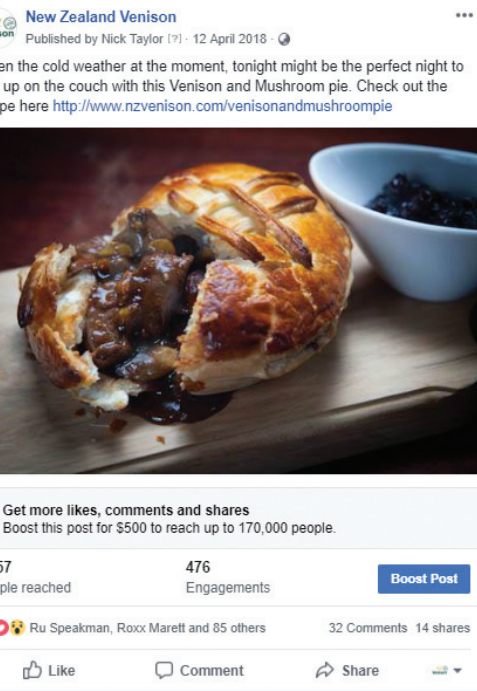 New Zealand Venison
Published by Nick Taylor [?] · 12 April 2018 ·
en the cold weather at the moment, tonight might be the perfect night to
up on the couch with this Venison and Mushroom pie. Check out the
pe here http://www.nzvenison.com/venisonandmushroompie
Get more likes, comments and shares
Boost this post for $500 to reach up to 170,000 people.
57 476
ple reached Engagements Boost Post
Ru Speakman, Roxx Marett and 85 others 32 Comments 14 shares
Like Comment Share